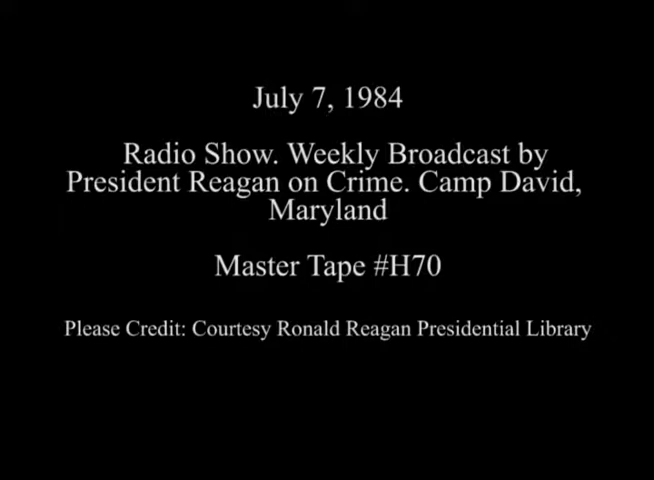 July 7, 1984
Radio Show. Weekly Broadcast by
President Reagan on Crime. Camp David,
Maryland
Master Tape #H70
Please Credit: Courtesy Ronald Reagan Presidential Library